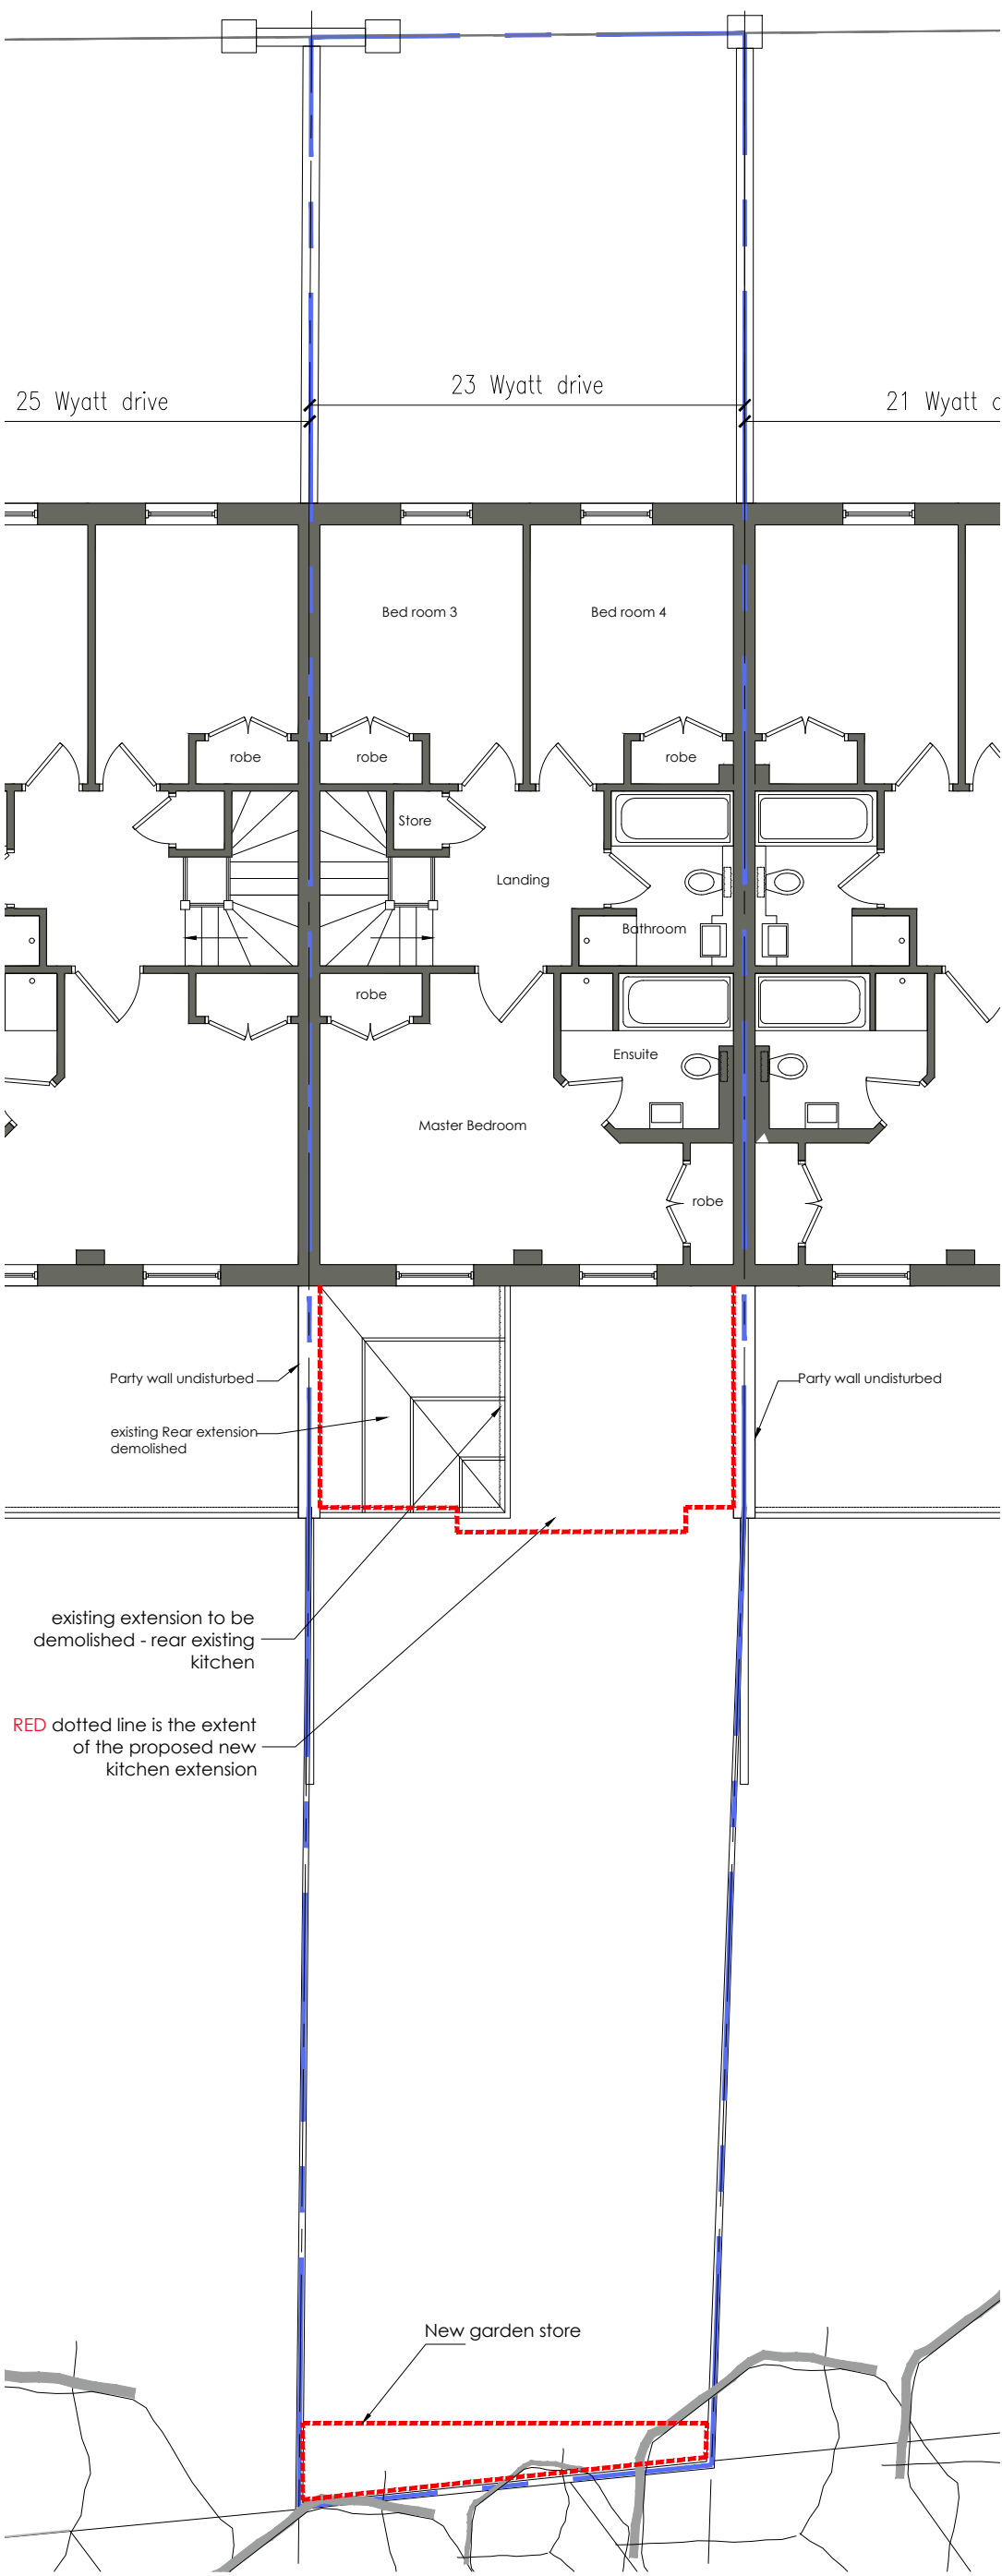 23 Wyatt drive
25 Wyatt drive
21 Wyatt
Bed room 3
Bed room 4
robe
robe
robe
Store
Landing
Bathroom
robe
Ensuite
Master Bedroom
robe
Party wall undisturbed
Party wall undisturbed
existing Rear extension
demolished
existing extension to be
demolished - rear existing
kitchen
RED dotted line is the extent
of the proposed new
kitchen extension
New garden store